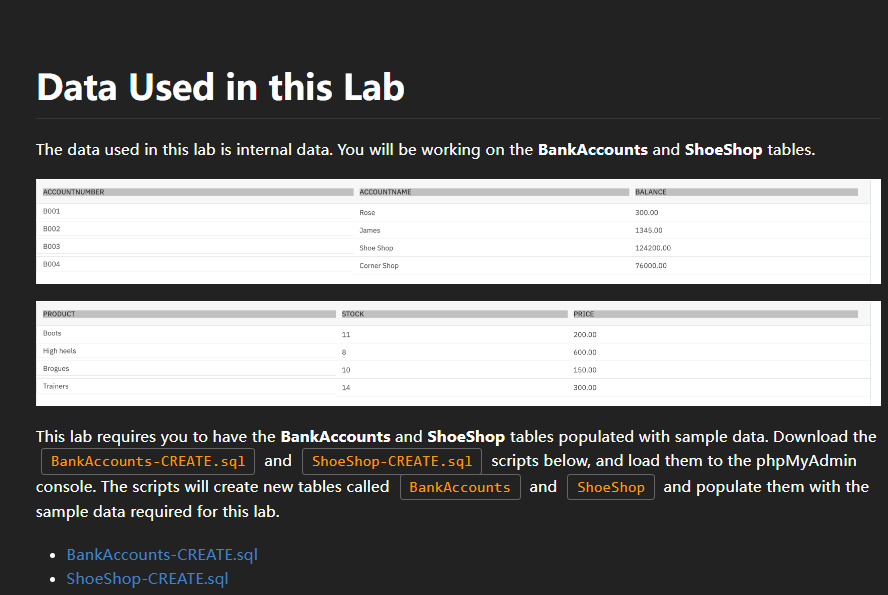 Data Used in this Lab
The data used in this lab is internal data. You will be working on the BankAccounts and ShoeShop tables.
ACCOUNTNUMBER ACCOUNTNAME BALANCE
B001 Rose 300.00
B002 James 1345.00
B003 Shoe Shop 124200.00
B004 Corner Shop 76000.00
PRODUCT STOCK PRICE
Boots 11 200.00
High heels 8 600.00
Brogues 10 150.00
Trainers 14 300.00
This lab requires you to have the BankAccounts and ShoeShop tables populated with sample data. Download the
BankAccounts-CREATE.sql and ShoeShop-CREATE.sql scripts below, and load them to the phpMyAdmin
console. The scripts will create new tables called BankAccounts and ShoeShop and populate them with the
sample data required for this lab.
• BankAccounts-CREATE.sql
• ShoeShop-CREATE.sql